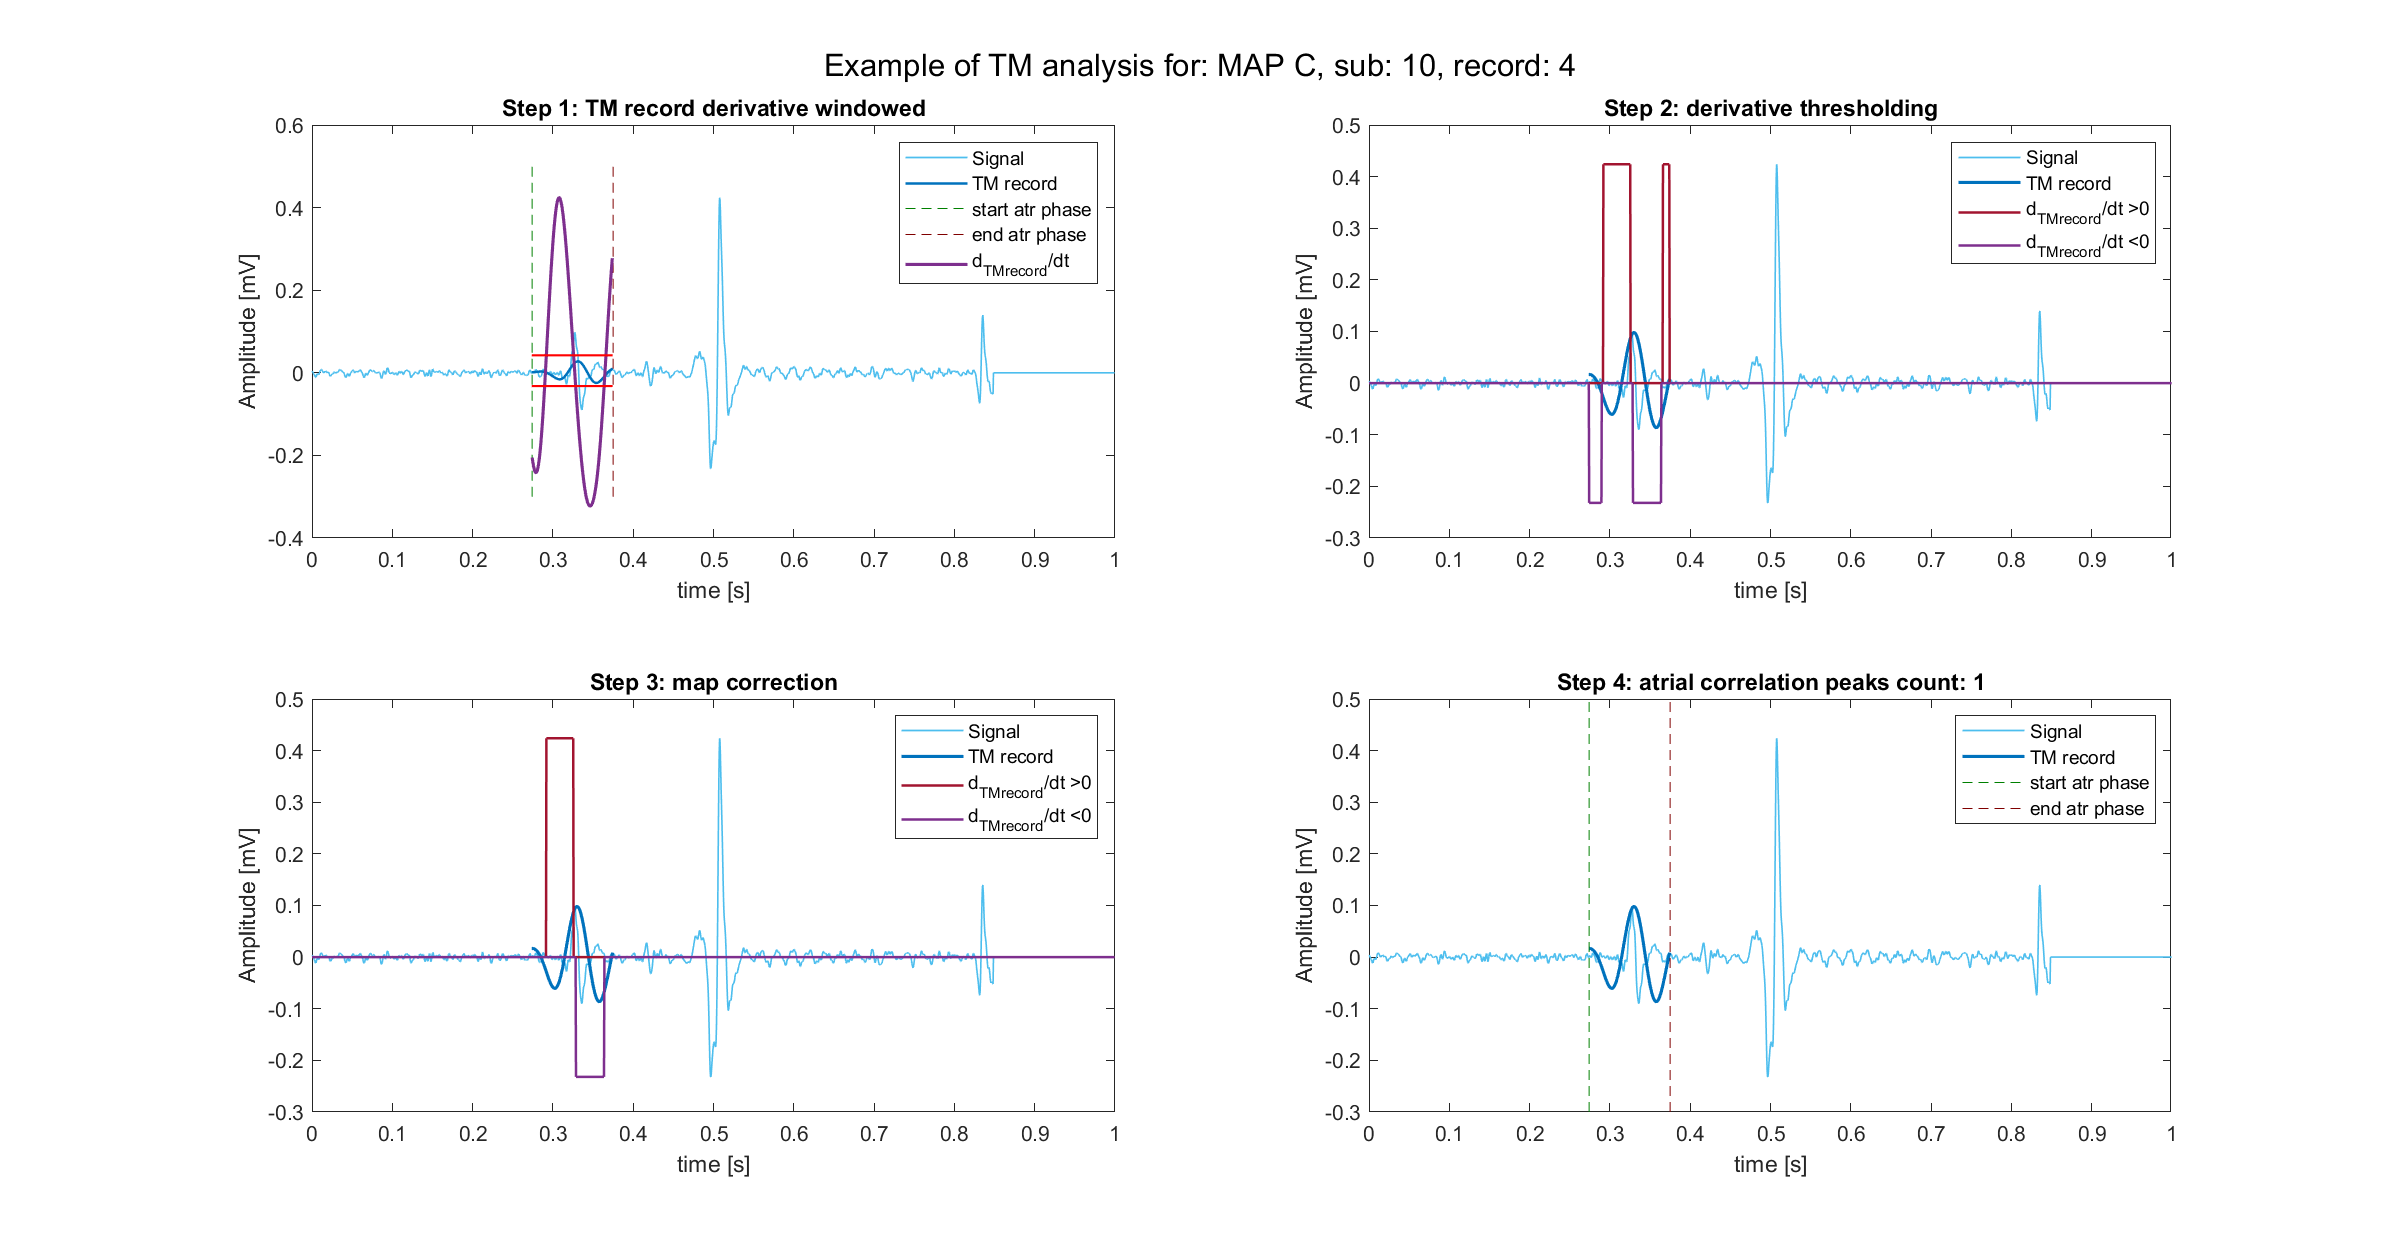 Example of TM analysis for: MAP C, sub: 10, record: 4
Step 1: TM record derivative windowed
0.6
0.4
0.2
0
-0.2
-0.4
Amplitude [mV]
0 0.1 0.2 0.3 0.4 0.5 0.6 0.7 0.8 0.9 1
time [s]
Signal
TM record
start atr phase
end atr phase
dTMrecord/dt
Step 2: derivative thresholding
0.5
0.4
0.3
0.2
0.1
0
-0.1
-0.2
-0.3
Amplitude [mV]
0 0.1 0.2 0.3 0.4 0.5 0.6 0.7 0.8 0.9 1
time [s]
Signal
TM record
dTMrecord/dt >0
dTMrecord/dt <0
Step 3: map correction
0.5
0.4
0.3
0.2
0.1
0
-0.1
-0.2
-0.3
Amplitude [mV]
0 0.1 0.2 0.3 0.4 0.5 0.6 0.7 0.8 0.9 1
time [s]
Signal
TM record
dTMrecord/dt >0
dTMrecord/dt <0
Step 4: atrial correlation peaks count: 1
0.5
0.4
0.3
0.2
0.1
0
-0.1
-0.2
-0.3
Amplitude [mV]
0 0.1 0.2 0.3 0.4 0.5 0.6 0.7 0.8 0.9 1
time [s]
Signal
TM record
start atr phase
end atr phase